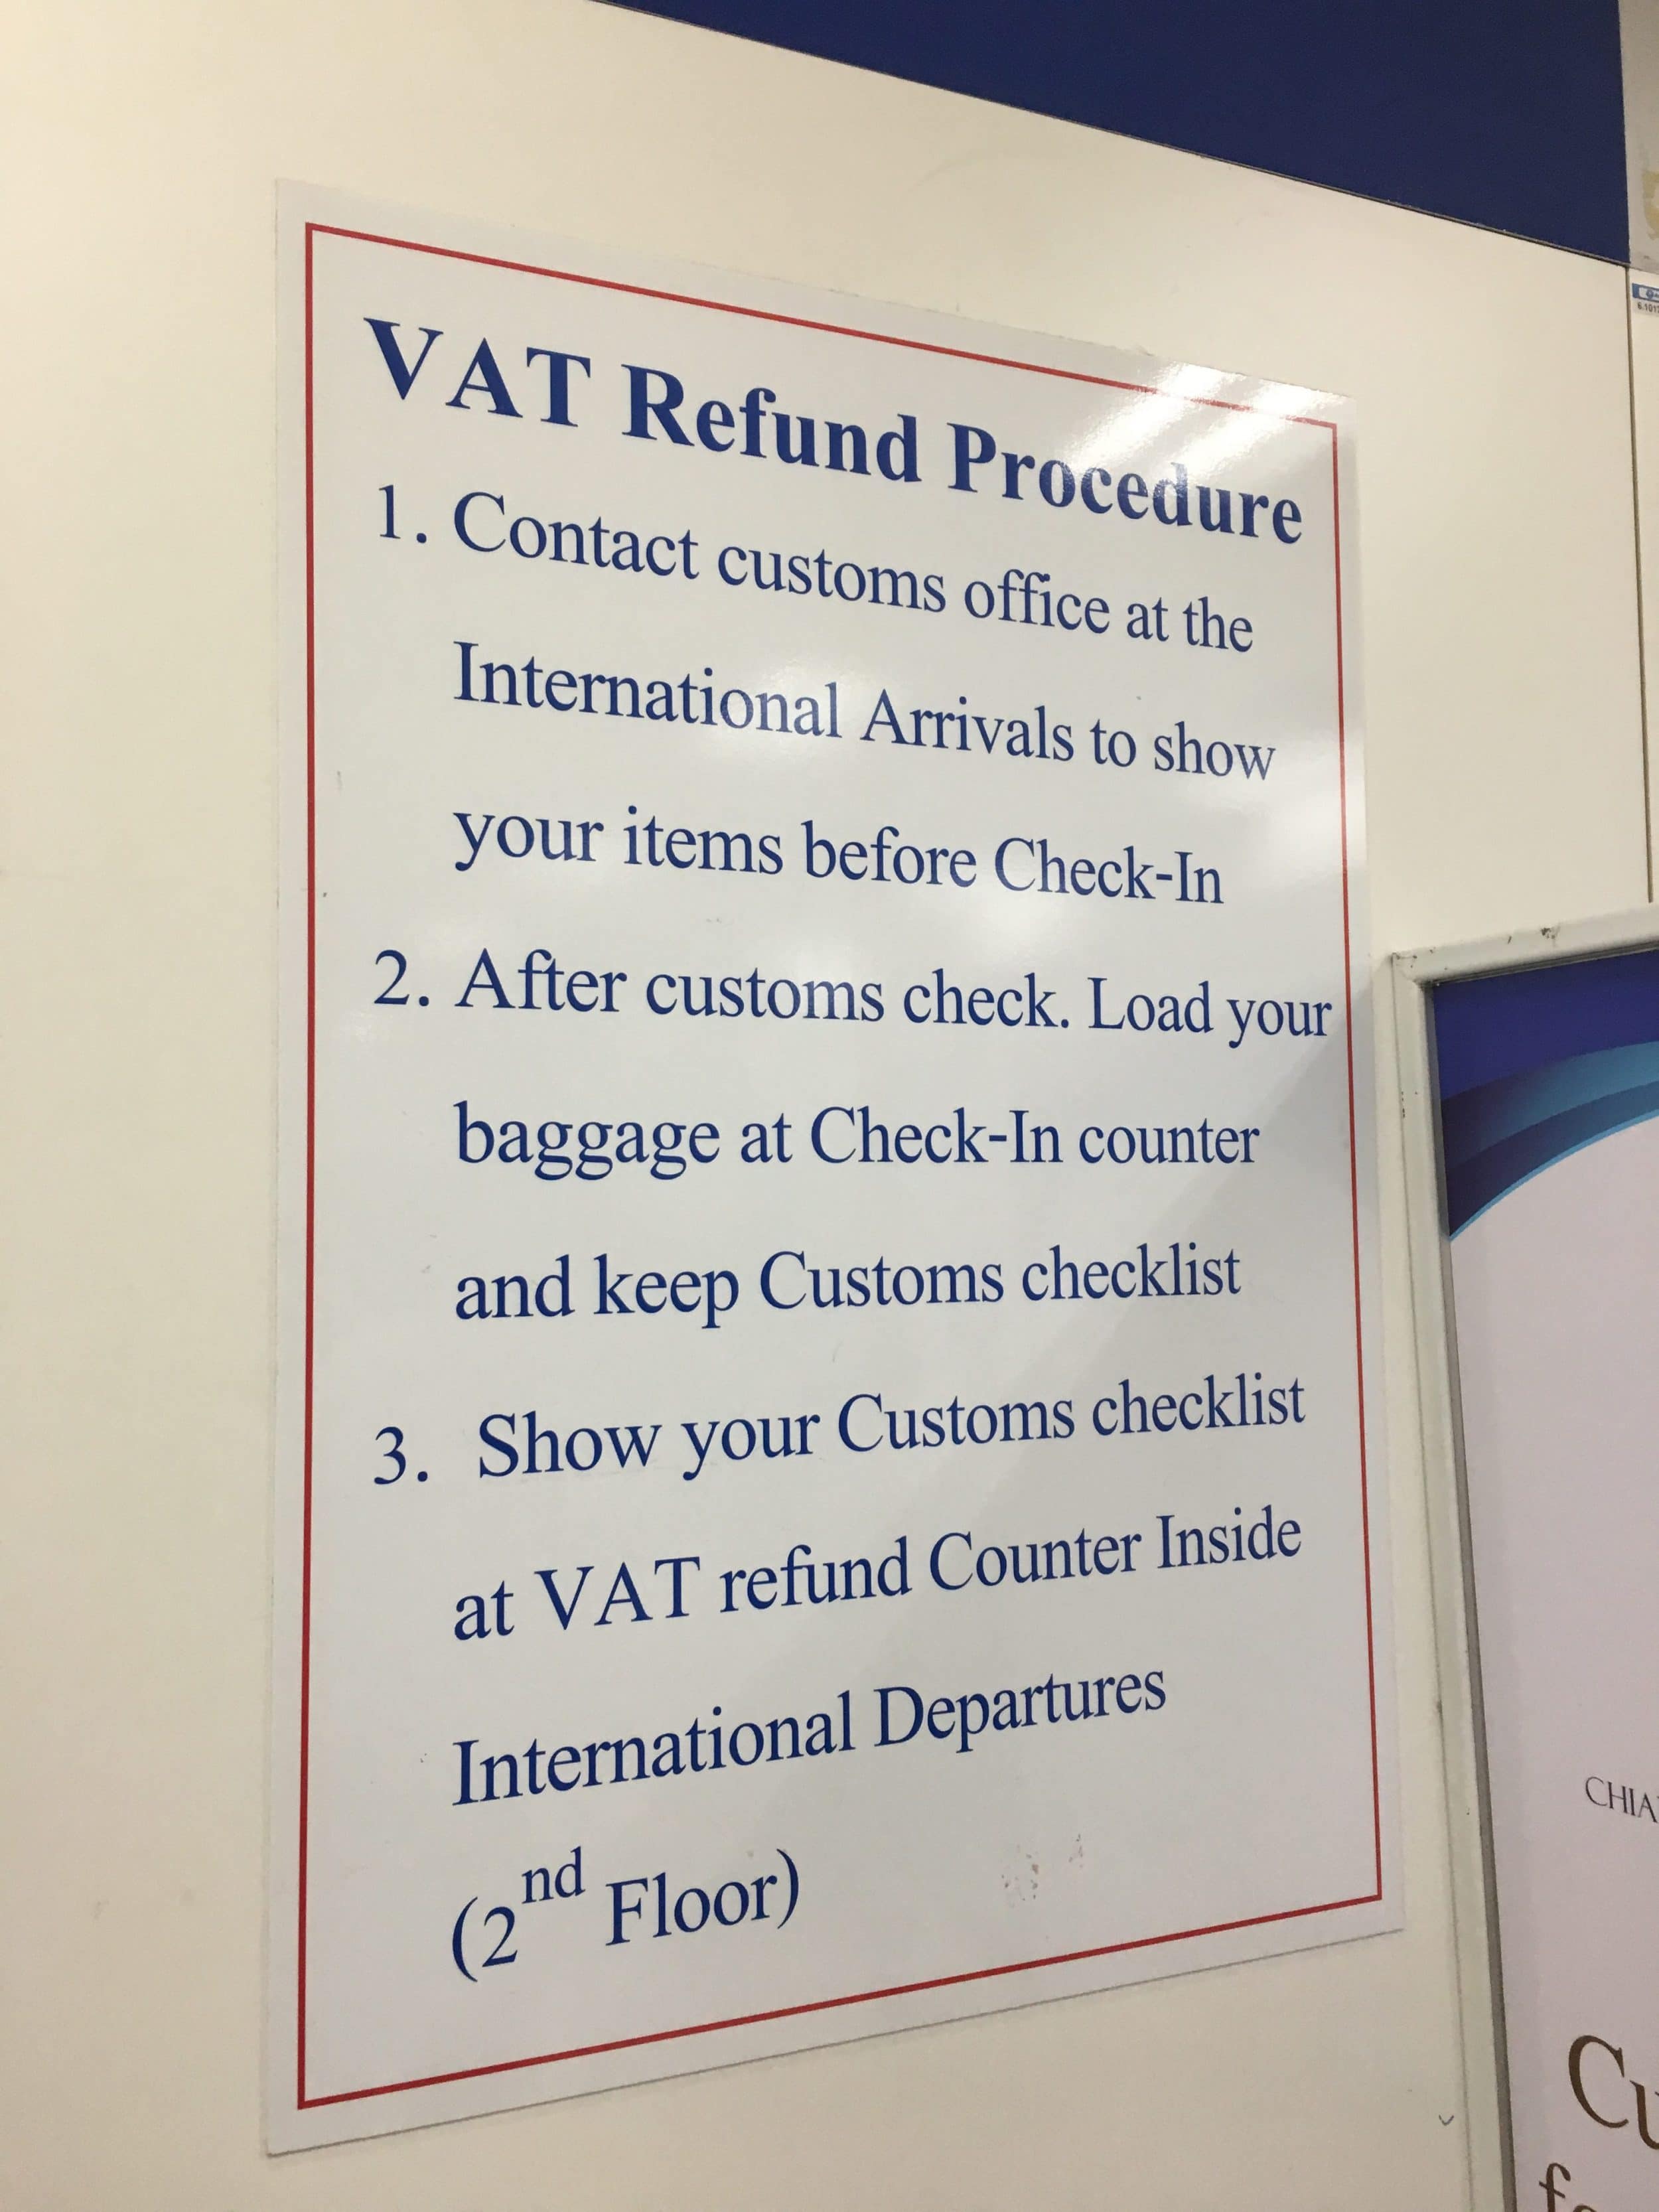 VAT Refund Procedure
1. Contact customs office at the
International Arrivals to show
your items before Check-In
2. After customs check. Load your
baggage at Check-In counter
and keep Customs checklist
3. Show your Customs checklist
at VAT refund Counter Inside
International Departures
(2nd Floor)